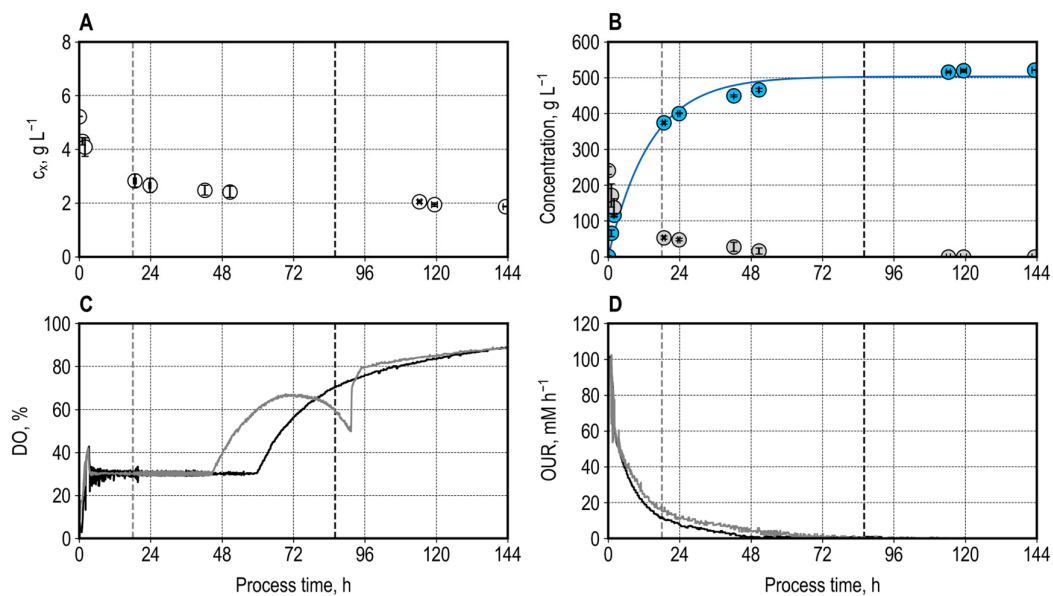 A
8
6
4
2
0
c_x, g L⁻¹
0 24 48 72 96 120 144
B
600
500
400
300
200
100
0
Concentration, g L⁻¹
0 24 48 72 96 120 144
C
100
80
60
40
20
0
DO, %
0 24 48 72 96 120 144
Process time, h
D
120
100
80
60
40
20
0
OUR, mM h⁻¹
0 24 48 72 96 120 144
Process time, h